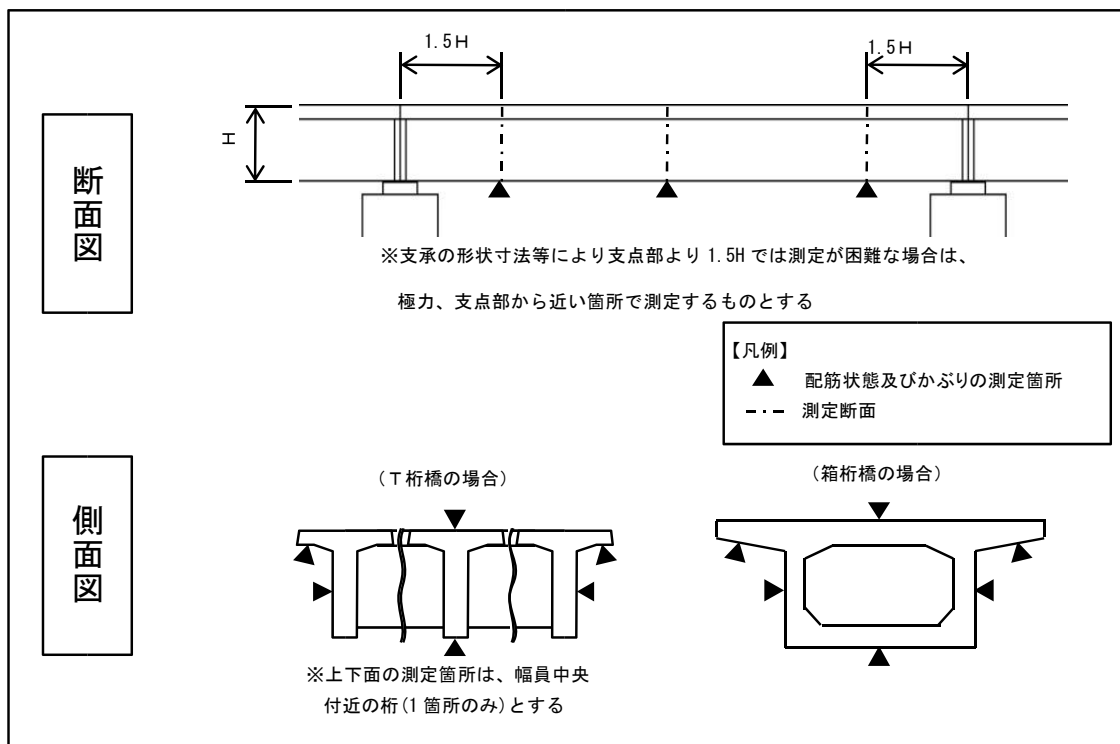 1.5H
1.5H
H
断面図
※支承の形状寸法等により支点部より 1.5H では測定が困難な場合は、
極力、支点部から近い箇所で測定するものとする
【凡例】
▲ 配筋状態及びかぶりの測定箇所
測定断面
側面図
(T桁橋の場合)
(箱桁橋の場合)
※上下面の測定箇所は、幅員中央
付近の桁(1箇所のみ)とする